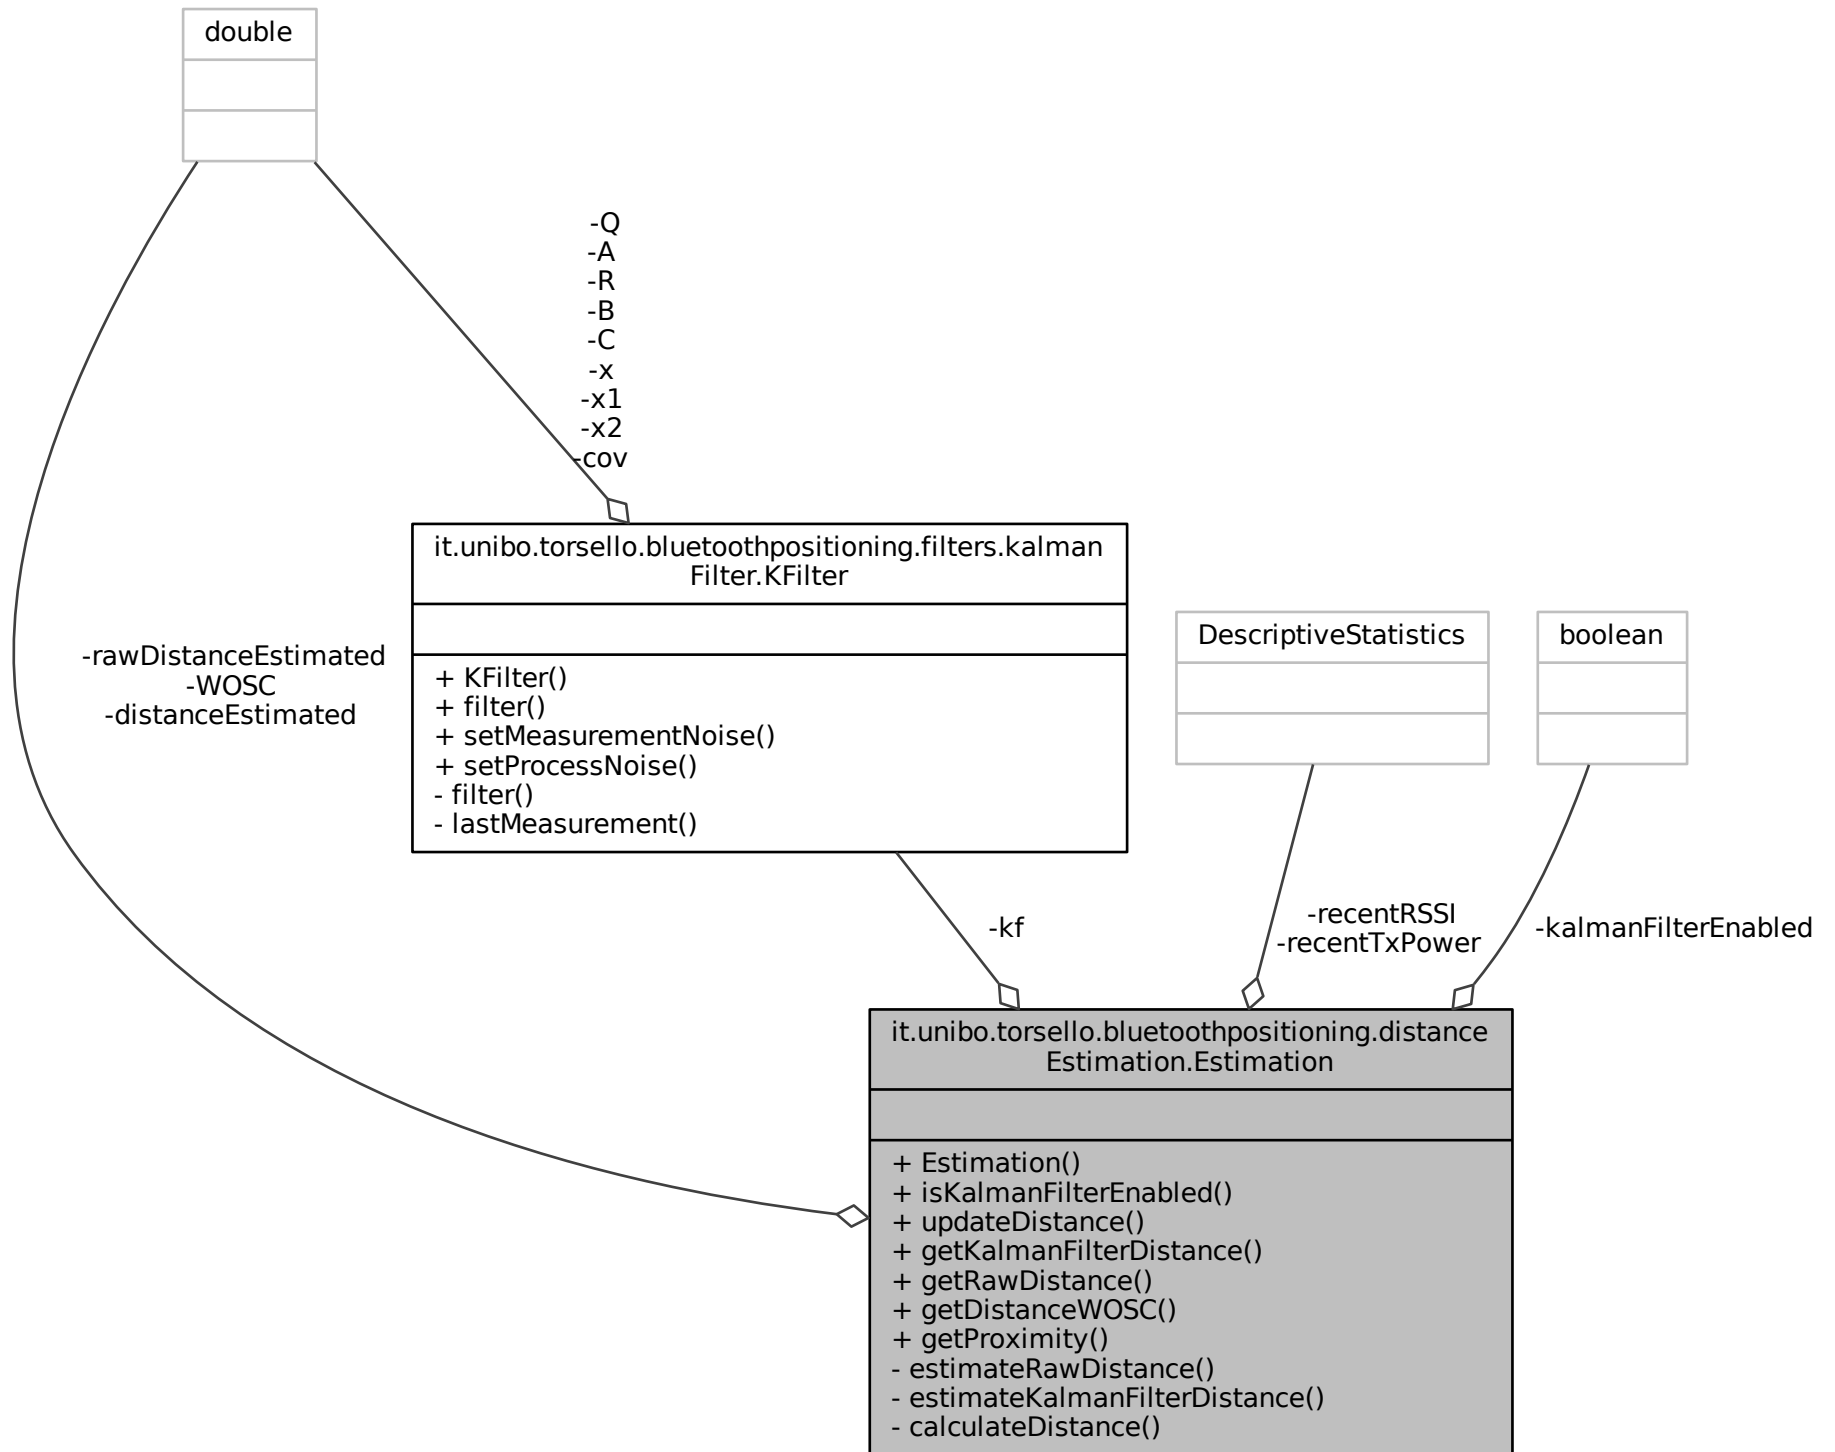 double
-Q
-A
-R
-B
-C
-x
-x1
-x2
-cov
it.unibo.torsello.bluetoothpositioning.filters.kalman
Filter.KFilter
+ KFilter()
+ filter()
+ setMeasurementNoise()
+ setProcessNoise()
- filter()
- lastMeasurement()
DescriptiveStatistics
boolean
-rawDistanceEstimated
-WOSC
-distanceEstimated
-kf
-recentRSSI
-recentTxPower
-kalmanFilterEnabled
it.unibo.torsello.bluetoothpositioning.distance
Estimation.Estimation
+ Estimation()
+ isKalmanFilterEnabled()
+ updateDistance()
+ getKalmanFilterDistance()
+ getRawDistance()
+ getDistanceWOSC()
+ getProximity()
- estimateRawDistance()
- estimateKalmanFilterDistance()
- calculateDistance()